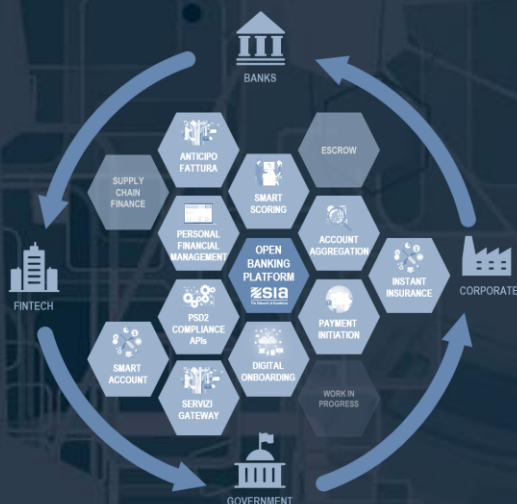 BANKS
ANTICIPO
FATTURA
ESCROW
SUPPLY
CHAIN
FINANCE
SMART
SCORING
PERSONAL
FINANCIAL
MANAGEMENT
ACCOUNT
AGGREGATION
OPEN
BANKING
PLATFORM
sia
INSTANT
INSURANCE
FINTECH
CORPORATE
PSD2
COMPLIANCE
APIs
PAYMENT
INITIATION
SMART
ACCOUNT
DIGITAL
ONBOARDING
SERVIZI
GATEWAY
WORK IN
PROGRESS
GOVERNMENT